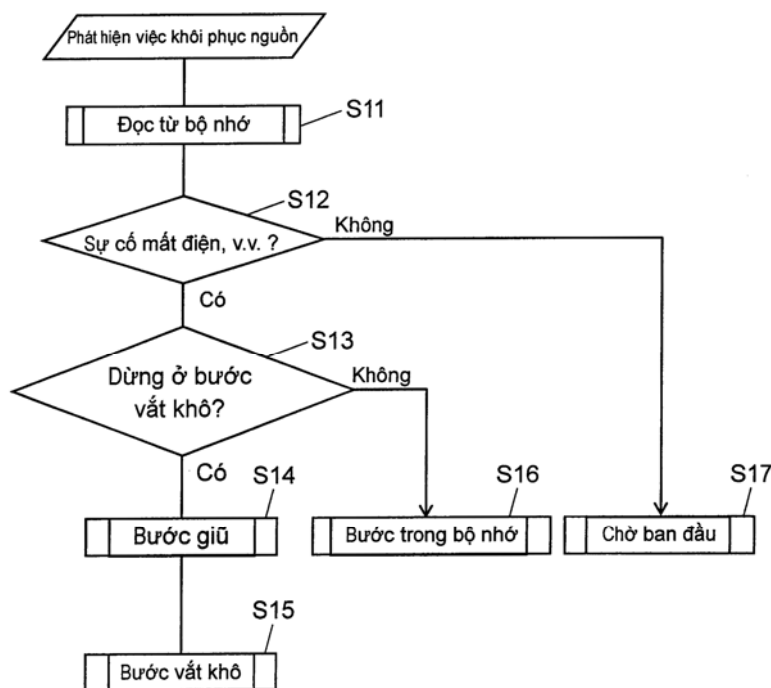 Phát hiện việc khôi phục nguồn
Đọc từ bộ nhớ
S11
S12
Sự cố mất điện, v.v. ?
Không
Có
S13
Dừng ở bước
vắt khô?
Không
Có
S14
S16
S17
Bước giũ
Bước trong bộ nhớ
Chờ ban đầu
S15
Bước vắt khô